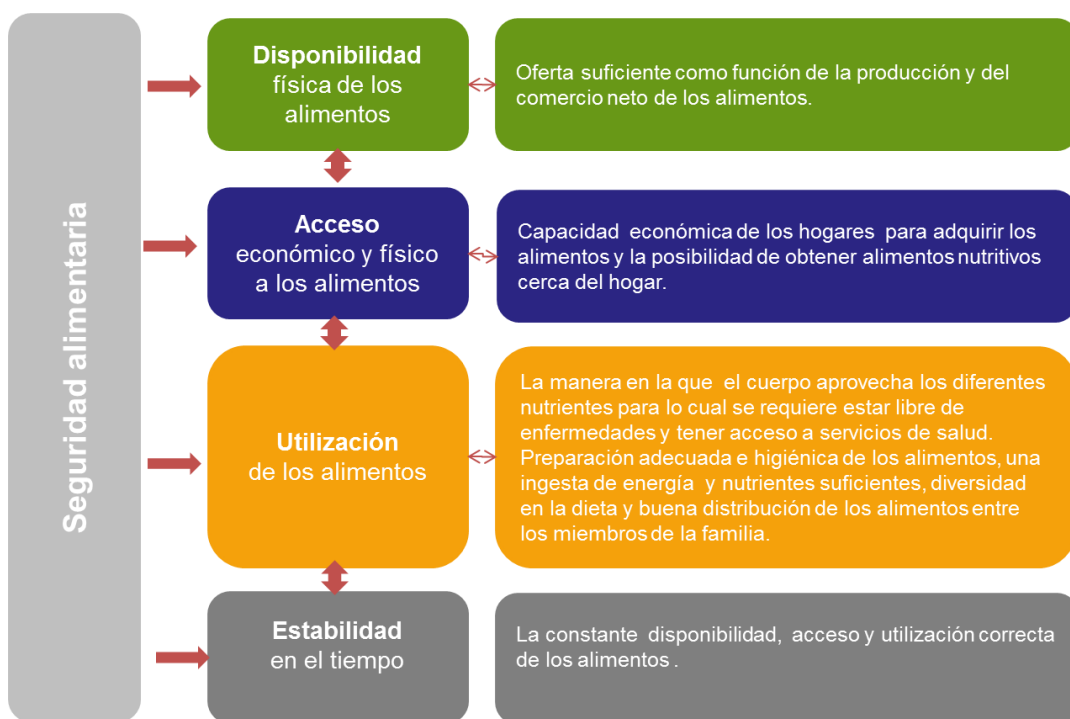 Seguridad alimentaria
Disponibilidad
física de los
alimentos
Oferta suficiente como función de la producción y del
comercio neto de los alimentos.
Acceso
económico y físico
a los alimentos
Capacidad económica de los hogares para adquirir los
alimentos y la posibilidad de obtener alimentos nutritivos
cerca del hogar.
Utilización
de los alimentos
La manera en la que el cuerpo aprovecha los diferentes
nutrientes para lo cual se requiere estar libre de
enfermedades y tener acceso a servicios de salud.
Preparación adecuada e higiénica de los alimentos, una
ingesta de energía y nutrientes suficientes, diversidad
en la dieta y buena distribución de los alimentos entre
los miembros de la familia.
Estabilidad
en el tiempo
La constante disponibilidad, acceso y utilización correcta
de los alimentos .